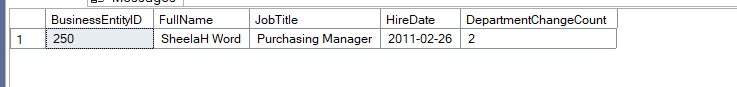 Messages
BusinessEntityID FullName JobTitle HireDate DepartmentChangeCount
1 250 SheelaH Word Purchasing Manager 2011-02-26 2